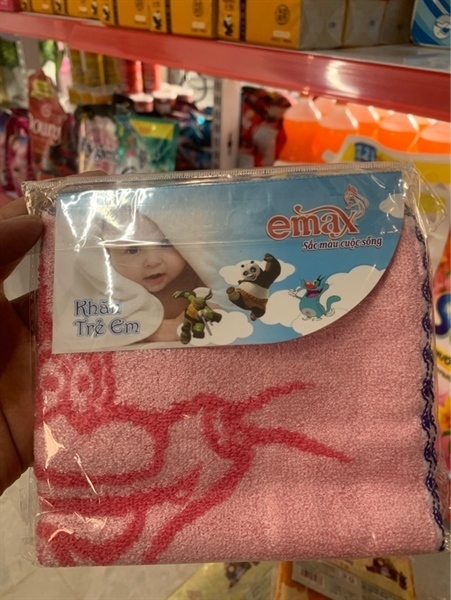 emax
Sắc màu cuộc sống
Khăn
Trẻ Em